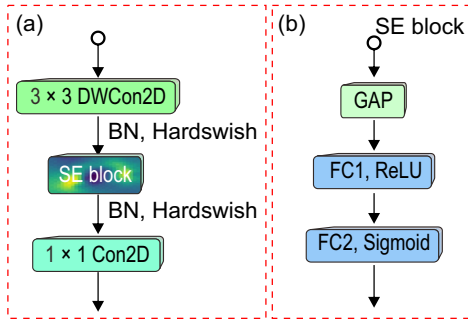 (a)
3 × 3 DWCon2D
BN, Hardswish
SE block
BN, Hardswish
1 × 1 Con2D
(b)
SE block
GAP
FC1, ReLU
FC2, Sigmoid